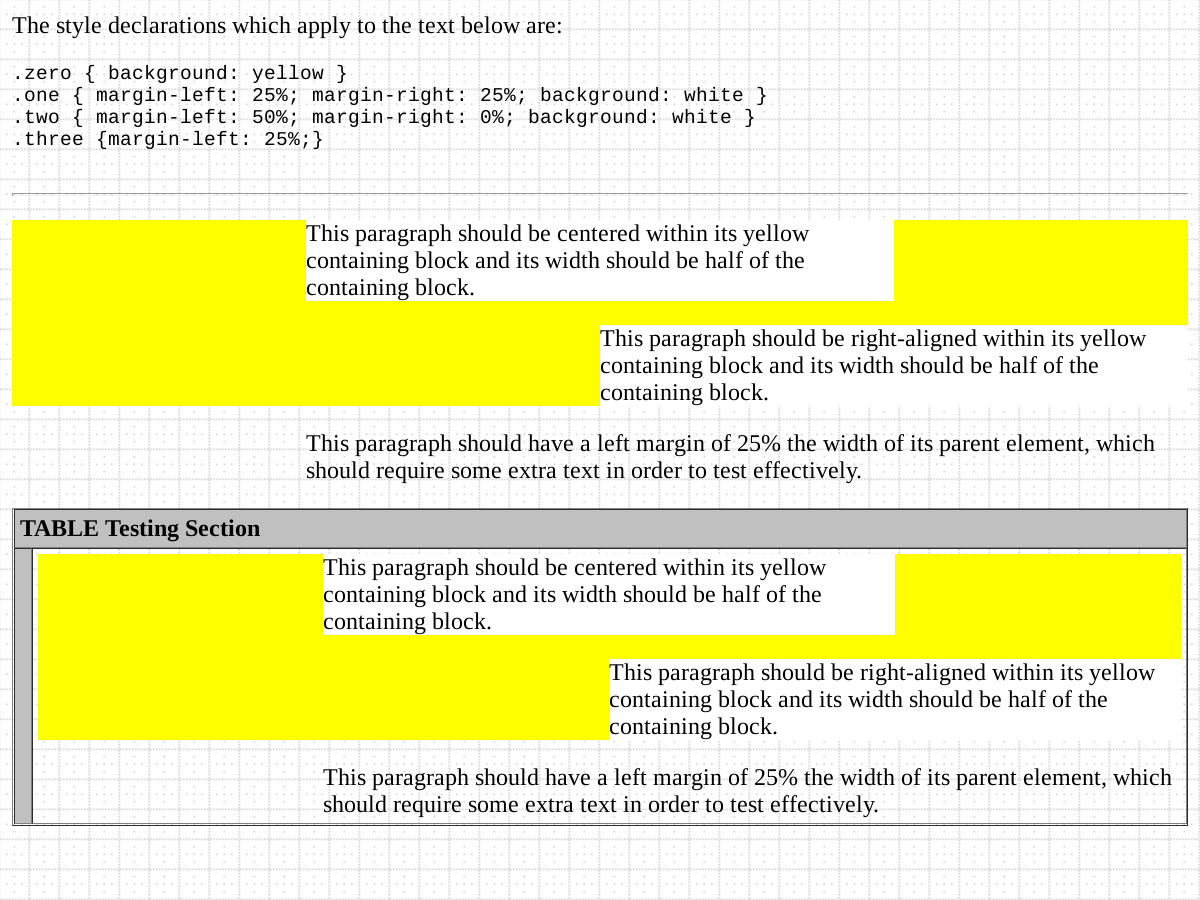 The style declarations which apply to the text below are:
.zero { background: yellow }
.one { margin-left: 25%; margin-right: 25%; background: white }
.two { margin-left: 50%; margin-right: 0%; background: white }
.three {margin-left: 25%;}
This paragraph should be centered within its yellow
containing block and its width should be half of the
containing block.
This paragraph should be right-aligned within its yellow
containing block and its width should be half of the
containing block.
This paragraph should have a left margin of 25% the width of its parent element, which
should require some extra text in order to test effectively.
TABLE Testing Section
This paragraph should be centered within its yellow
containing block and its width should be half of the
containing block.
This paragraph should be right-aligned within its yellow
containing block and its width should be half of the
containing block.
This paragraph should have a left margin of 25% the width of its parent element, which
should require some extra text in order to test effectively.